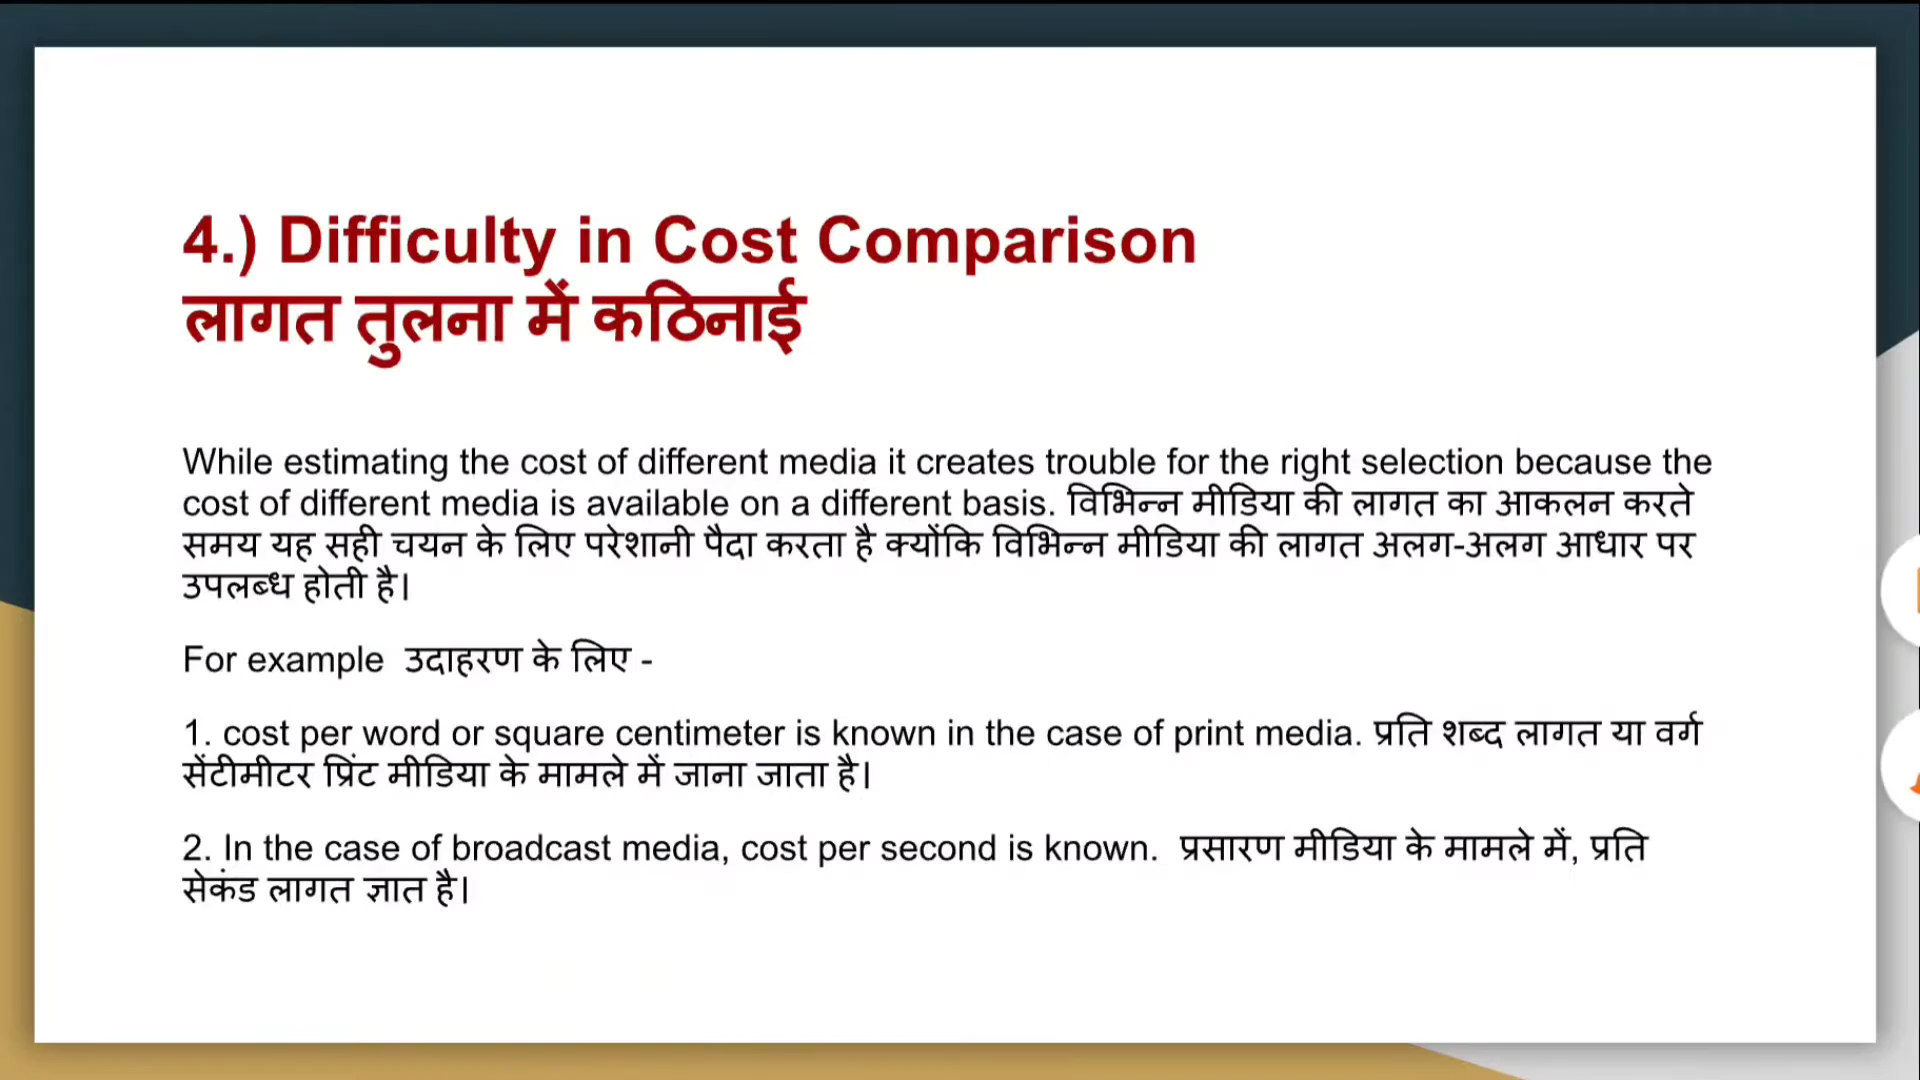 4.) Difficulty in Cost Comparison
लागत तुलना में कठिनाई
While estimating the cost of different media it creates trouble for the right selection because the
cost of different media is available on a different basis. विभिन्न मीडिया की लागत का आकलन करते
समय यह सही चयन के लिए परेशानी पैदा करता है क्योंकि विभिन्न मीडिया की लागत अलग-अलग आधार पर
उपलब्ध होती है।
For example उदाहरण के लिए -
1. cost per word or square centimeter is known in the case of print media. प्रति शब्द लागत या वर्ग
सेंटीमीटर प्रिंट मीडिया के मामले में जाना जाता है।
2. In the case of broadcast media, cost per second is known. प्रसारण मीडिया के मामले में, प्रति
सेकंड लागत ज्ञात है।